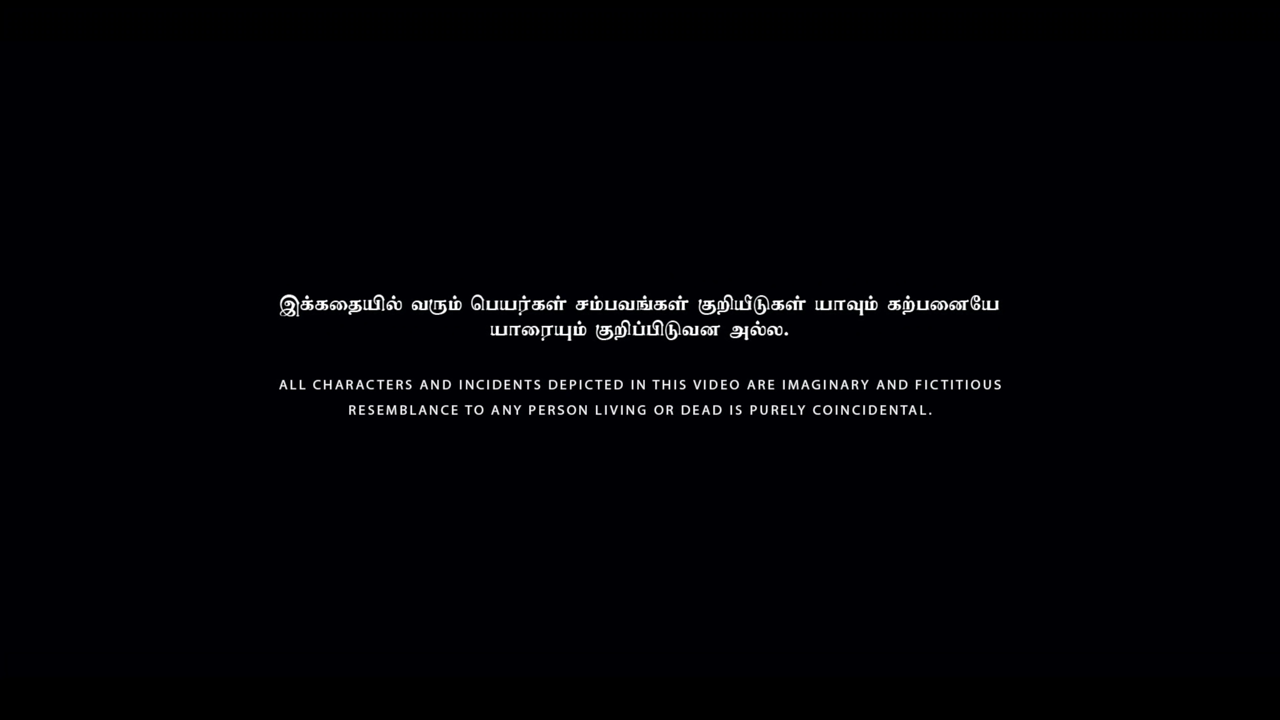 இக்கதையில் வரும் பெயர்கள் சம்பவங்கள் குறியீடுகள் யாவும் கற்பனையே
யாரையும் குறிப்பிடுவன அல்ல.
ALL CHARACTERS AND INCIDENTS DEPICTED IN THIS VIDEO ARE IMAGINARY AND FICTITIOUS
RESEMBLANCE TO ANY PERSON LIVING OR DEAD IS PURELY COINCIDENTAL.